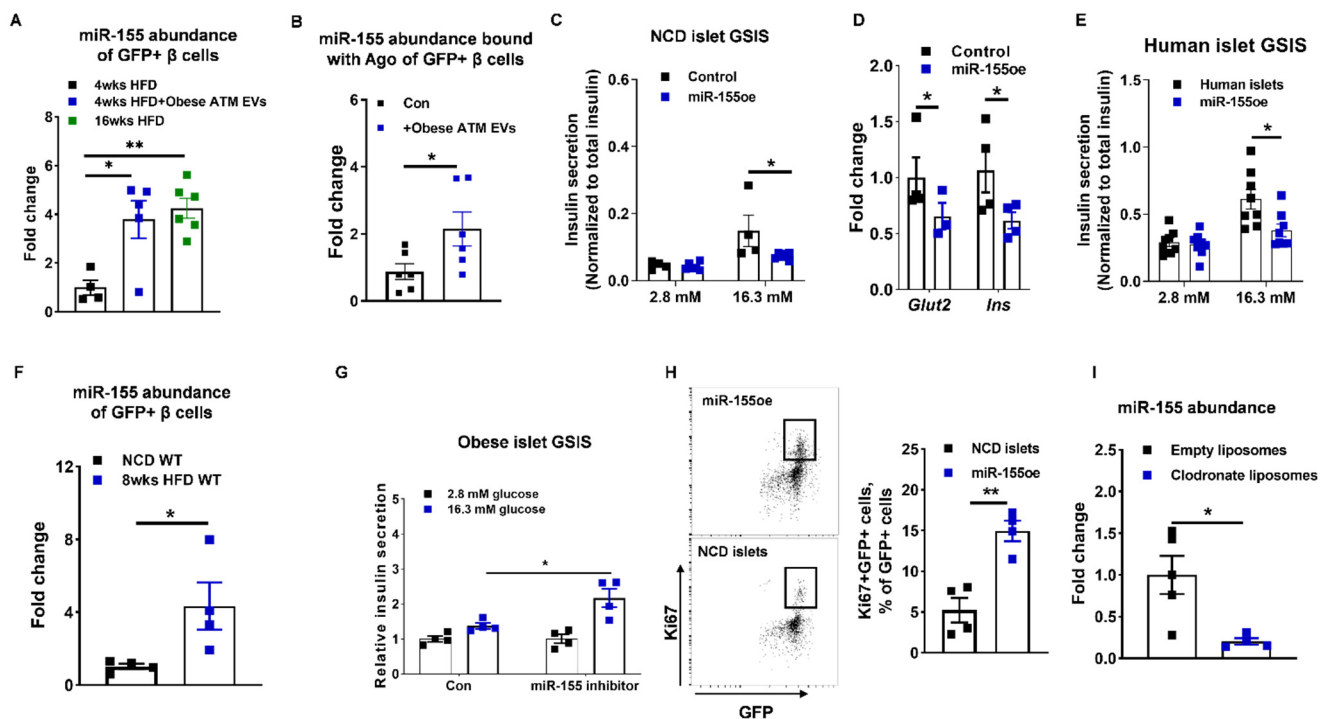 A
miR-155 abundance
of GFP+ β cells
4wks HFD
4wks HFD+Obese ATM EVs
16wks HFD
Fold change
8
6
4
2
0
*
**
B
miR-155 abundance bound
with Ago of GFP+ β cells
Con
+Obese ATM EVs
Fold change
6
4
2
0
*
C
NCD islet GSIS
Control
miR-155oe
Insulin secretion
(Normalized to total insulin)
0.6
0.4
0.2
0.0
*
2.8 mM 16.3 mM
D
Control
miR-155oe
Fold change
2.0
1.5
1.0
0.5
0.0
* *
Glut2 Ins
E
Human islet GSIS
Human islets
miR-155oe
Insulin secretion
(Normalized to total insulin)
1.5
1.0
0.5
0.0
*
2.8 mM 16.3 mM
F
miR-155 abundance
of GFP+ β cells
NCD WT
8wks HFD WT
Fold change
12
8
4
0
*
G
Obese islet GSIS
2.8 mM glucose
16.3 mM glucose
Relative insulin secretion
5
4
3
2
1
0
*
Con miR-155 inhibitor
H
miR-155oe
NCD islets
Ki67
GFP
NCD islets
miR-155oe
Ki67+GFP+ cells,
% of GFP+ cells
25
20
15
10
5
0
**
I
miR-155 abundance
Empty liposomes
Clodronate liposomes
Fold change
2.5
2.0
1.5
1.0
0.5
0.0
*